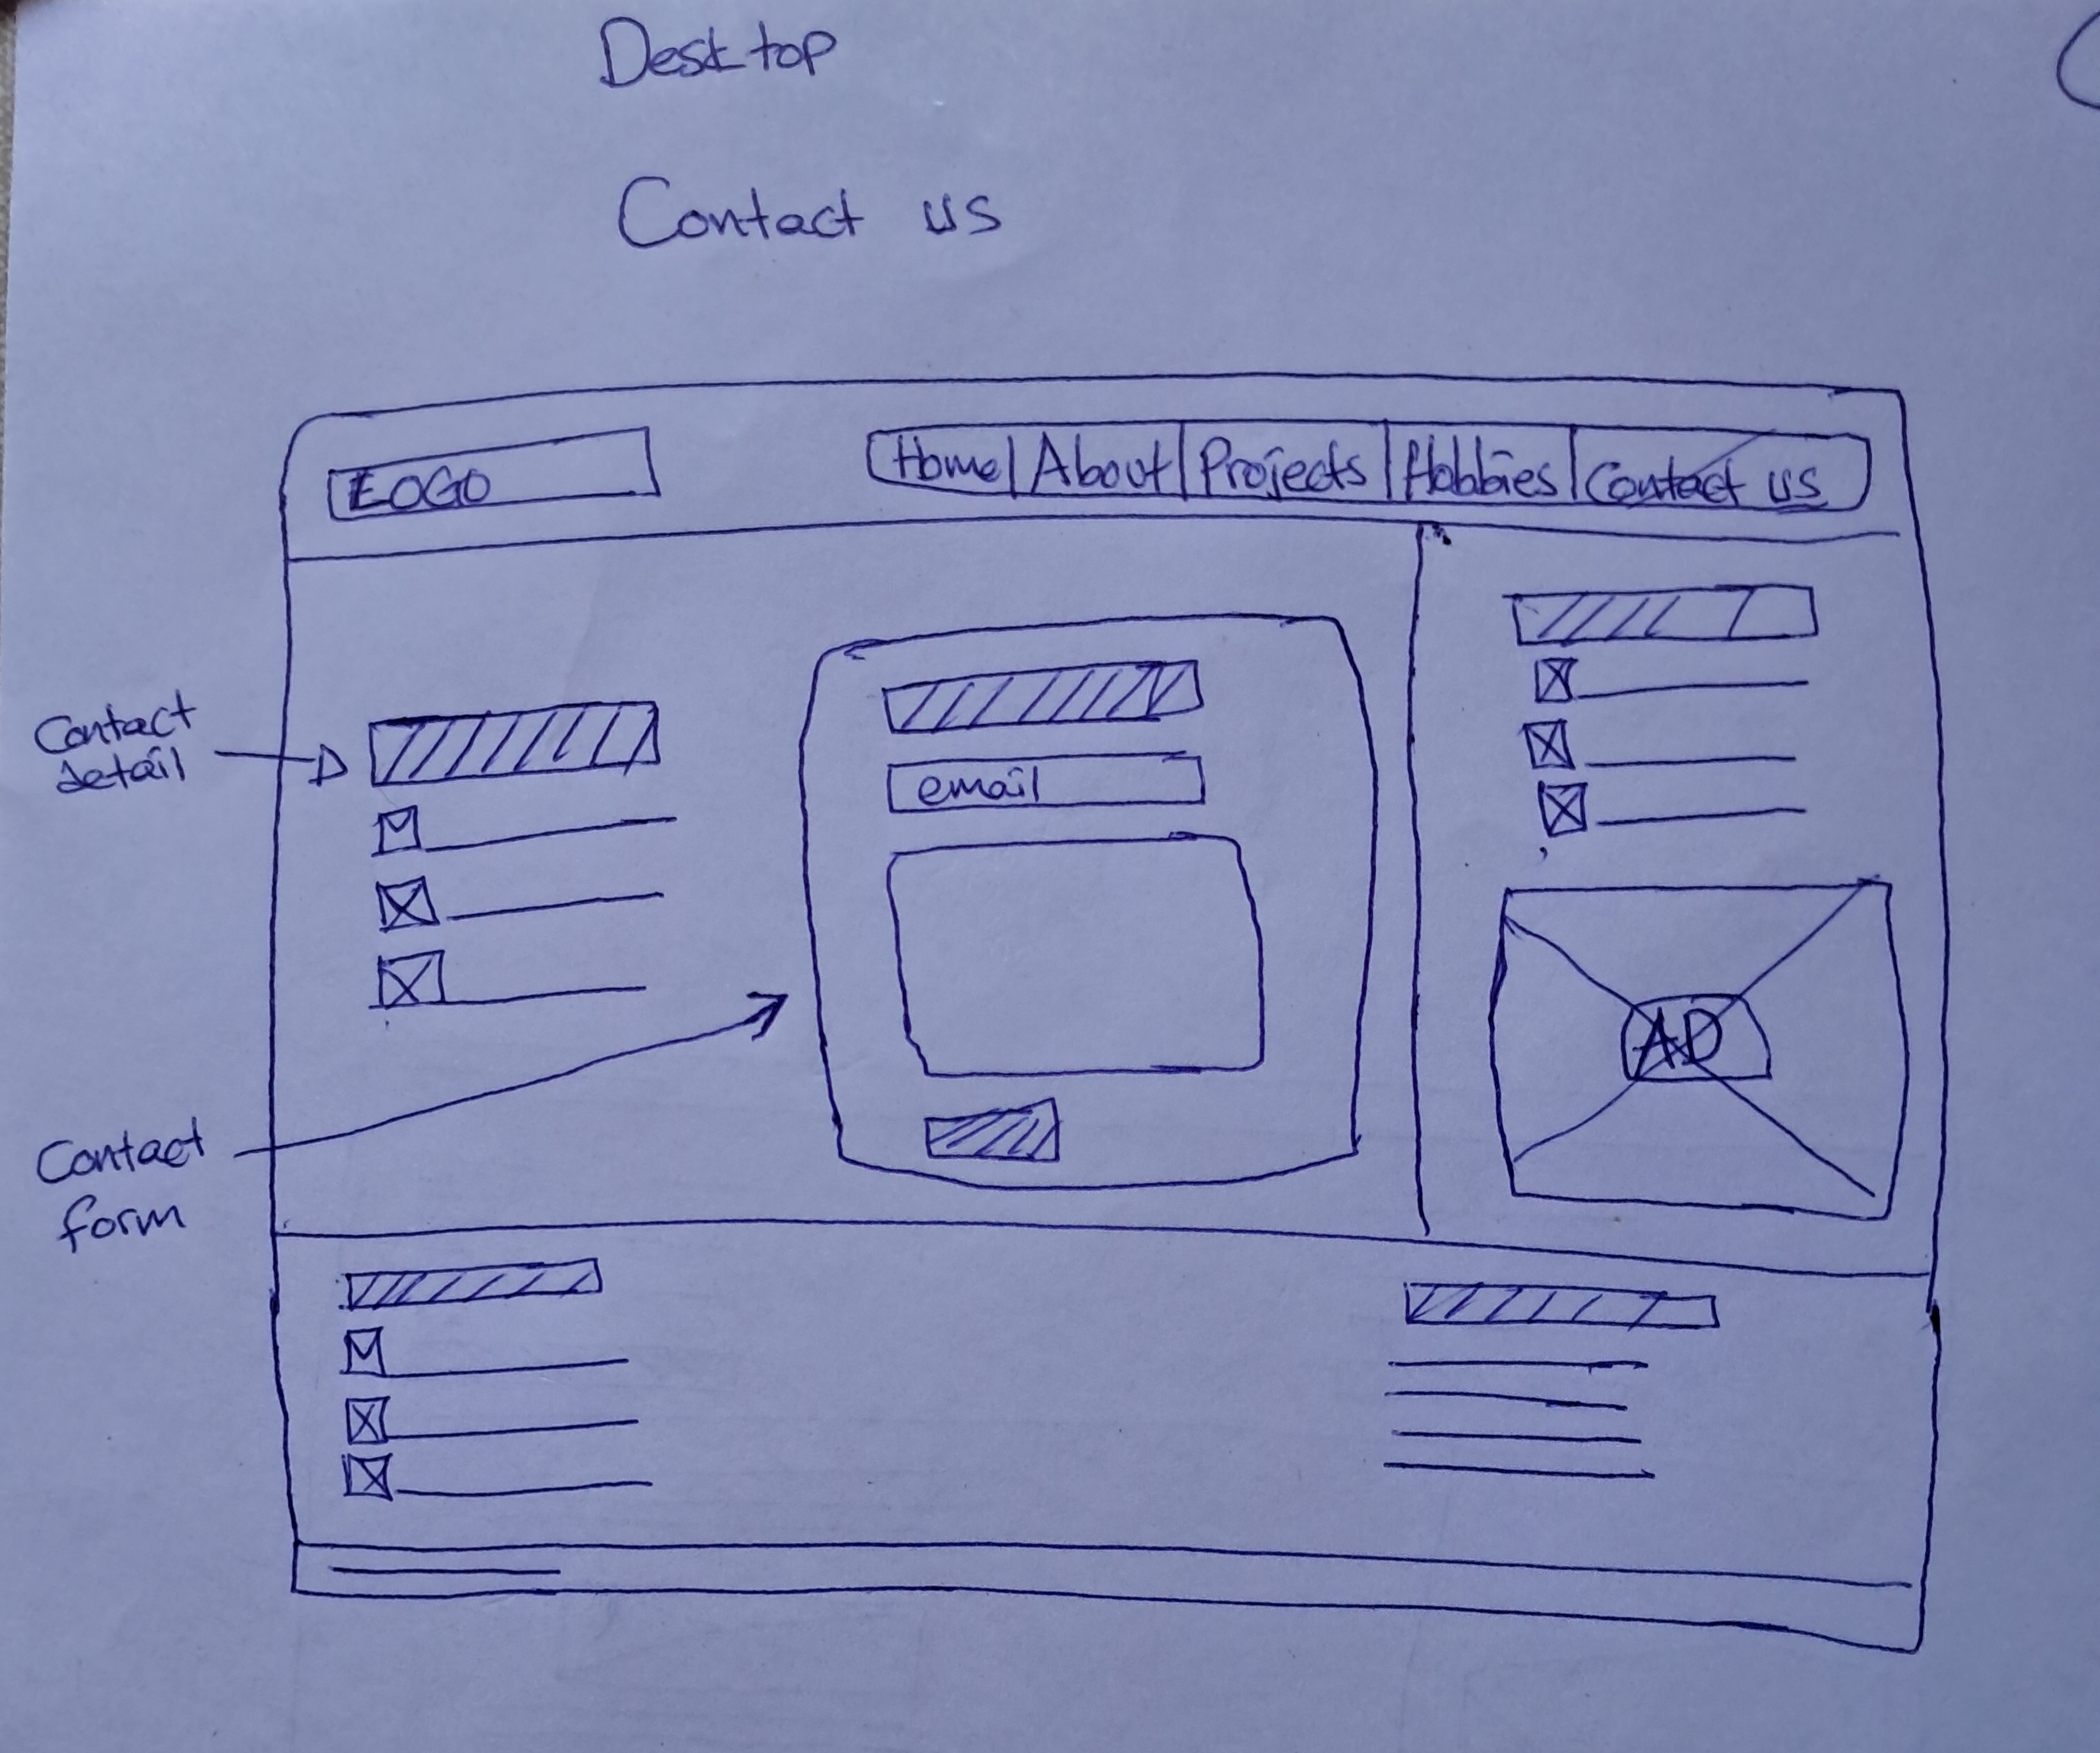 Desktop
Contact us
LOGO
Home About Projects Hobbies Contact us
Contact
detail
email
AD
Contact
form